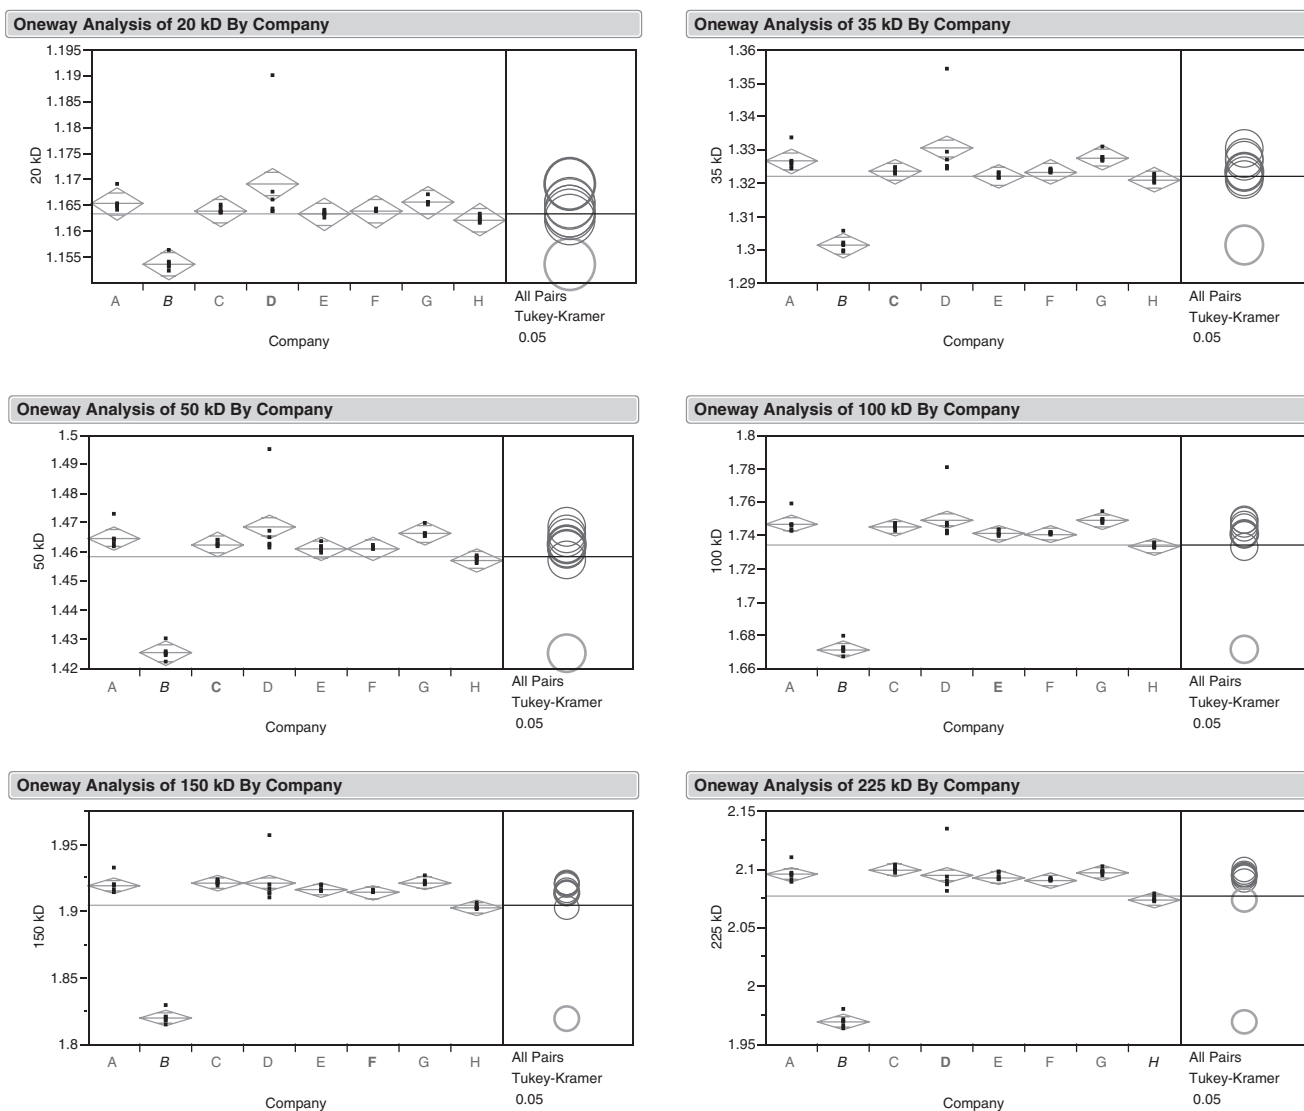 Oneway Analysis of 20 kD By Company
20 kD
1.195
1.19
1.185
1.18
1.175
1.17
1.165
1.16
1.155
A B C D E F G H
All Pairs
Tukey-Kramer
0.05
Company
Oneway Analysis of 35 kD By Company
35 kD
1.36
1.35
1.34
1.33
1.32
1.31
1.3
1.29
A B C D E F G H
All Pairs
Tukey-Kramer
0.05
Company
Oneway Analysis of 50 kD By Company
50 kD
1.5
1.49
1.48
1.47
1.46
1.45
1.44
1.43
1.42
A B C D E F G H
All Pairs
Tukey-Kramer
0.05
Company
Oneway Analysis of 100 kD By Company
100 kD
1.8
1.78
1.76
1.74
1.72
1.7
1.68
1.66
A B C D E F G H
All Pairs
Tukey-Kramer
0.05
Company
Oneway Analysis of 150 kD By Company
150 kD
1.95
1.9
1.85
1.8
A B C D E F G H
All Pairs
Tukey-Kramer
0.05
Company
Oneway Analysis of 225 kD By Company
225 kD
2.15
2.1
2.05
2
1.95
A B C D E F G H
All Pairs
Tukey-Kramer
0.05
Company